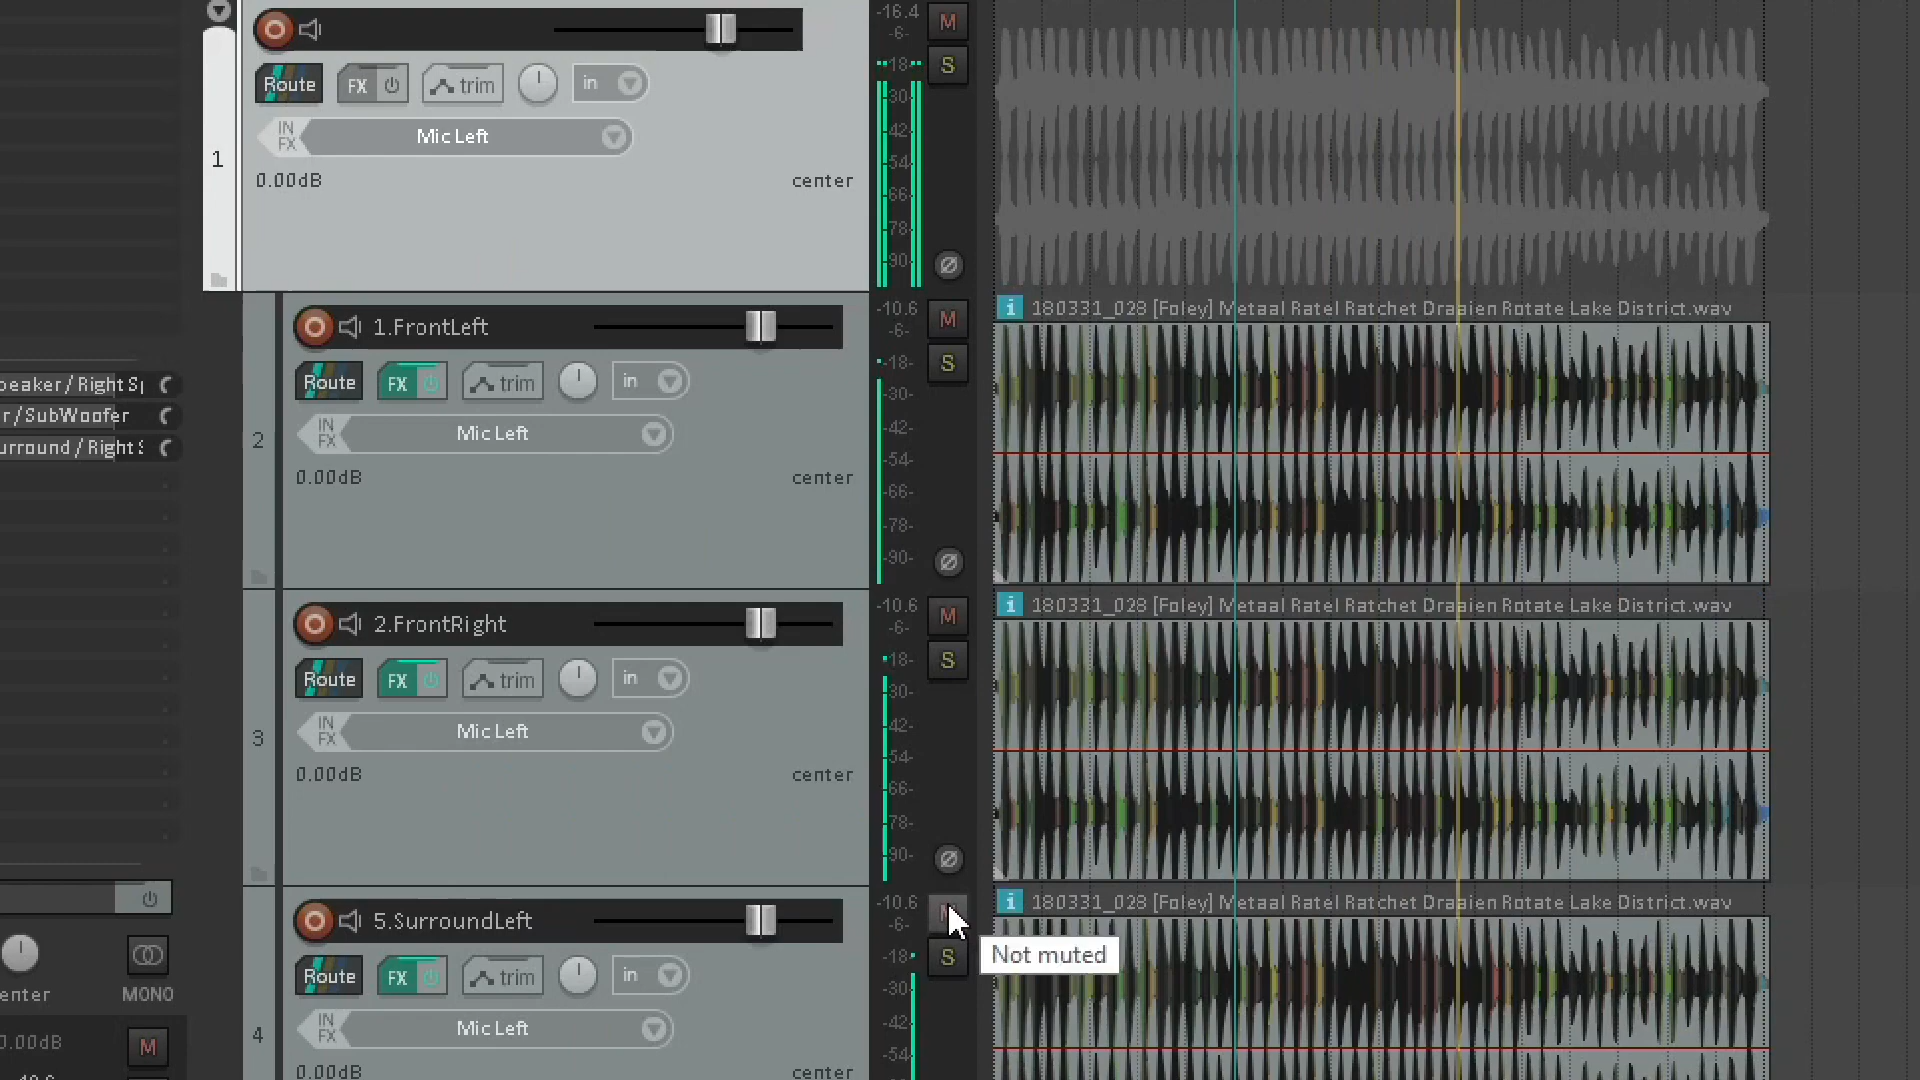 Route FX trim in
IN FX Mic Left
1
0.00dB center
-16.4
-6-
-18-
-30-
-42-
-54-
-66-
-78-
-90-
M
S
1.FrontLeft
Route FX trim in
IN FX Mic Left
2
0.00dB center
-10.6
-6-
-18-
-30-
-42-
-54-
-66-
-78-
-90-
M
S
i 180331_028 [Foley] Metaal Ratel Ratchet Draaien Rotate Lake District.wav
peaker / Right Sp
r / SubWoofer
urround / Right S
2.FrontRight
Route FX trim in
IN FX Mic Left
3
0.00dB center
-10.6
-6-
-18-
-30-
-42-
-54-
-66-
-78-
-90-
M
S
i 180331_028 [Foley] Metaal Ratel Ratchet Draaien Rotate Lake District.wav
5.SurroundLeft
Route FX trim in
IN FX Mic Left
4
0.00dB center
-10.6
-6-
-18-
-30-
-42-
-54-
M
S
Not muted
i 180331_028 [Foley] Metaal Ratel Ratchet Draaien Rotate Lake District.wav
enter MONO
0.00dB M